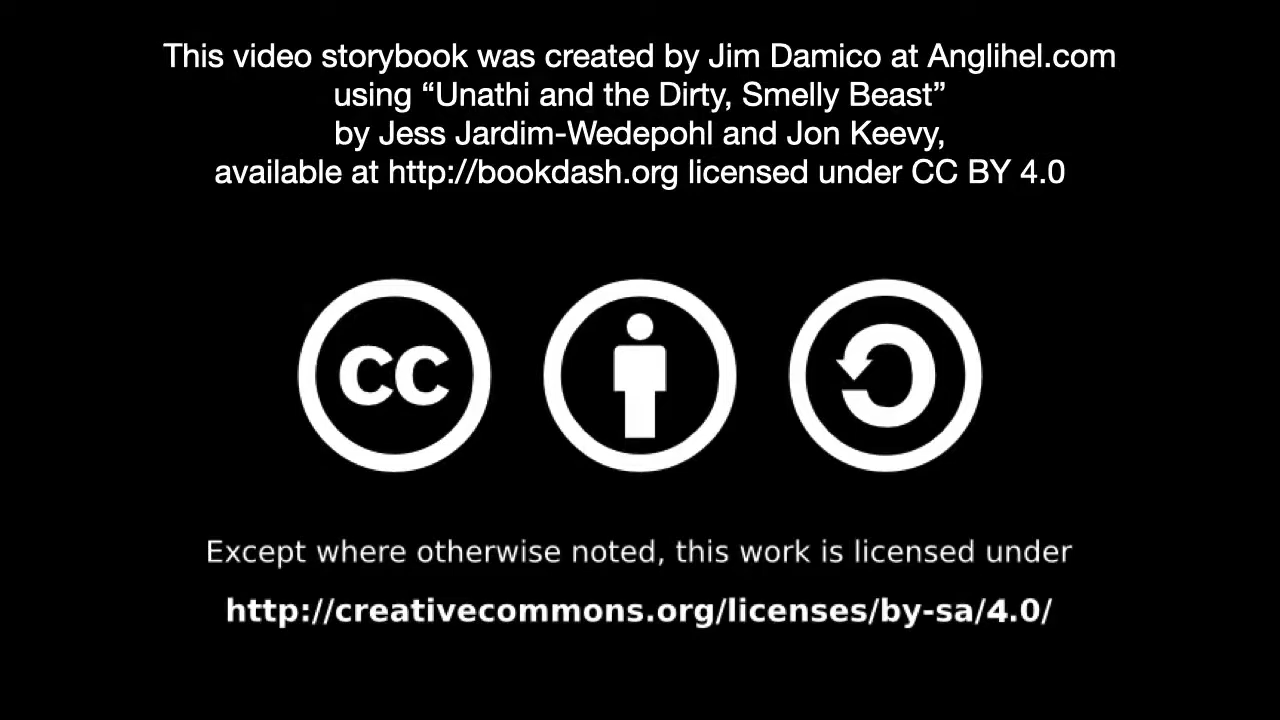 This video storybook was created by Jim Damico at Anglihel.com
using “Unathi and the Dirty, Smelly Beast”
by Jess Jardim-Wedepohl and Jon Keevy,
available at http://bookdash.org licensed under CC BY 4.0
cc
Except where otherwise noted, this work is licensed under
http://creativecommons.org/licenses/by-sa/4.0/